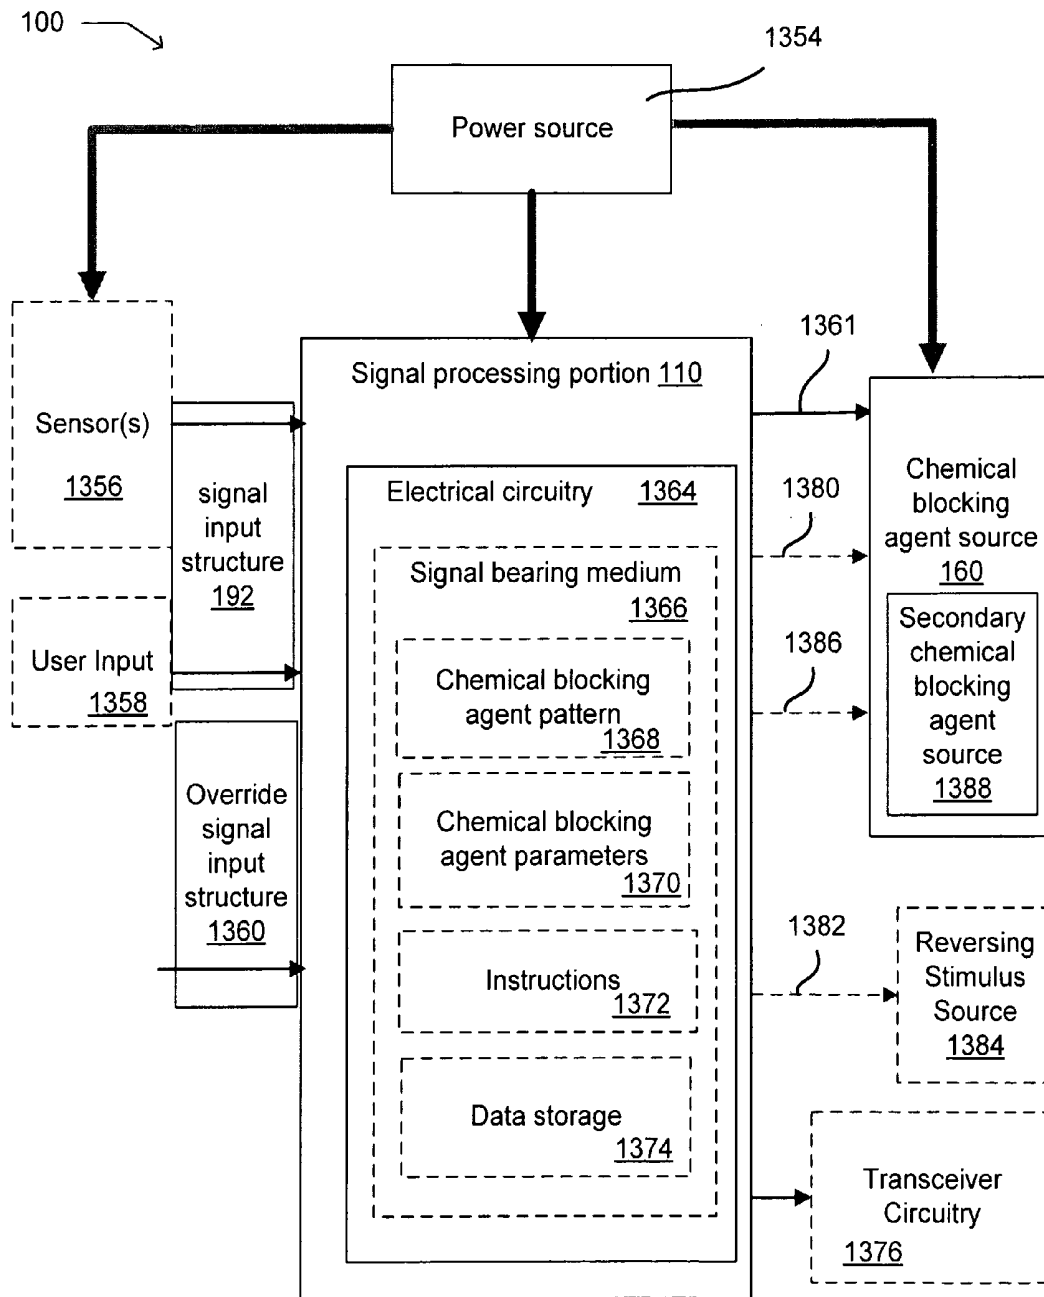 100
1354
Power source
1361
Signal processing portion 110
Sensor(s)
1356
signal
input
structure
192
Electrical circuitry 1364
Chemical
blocking
agent source
160
1380
Signal bearing medium
1366
User Input
1358
Chemical blocking
agent pattern
1368
1386
Secondary
chemical
blocking
agent
source
1388
Override
signal
input
structure
1360
Chemical blocking
agent parameters
1370
1382
Instructions
1372
Reversing
Stimulus
Source
1384
Data storage
1374
Transceiver
Circuitry
1376